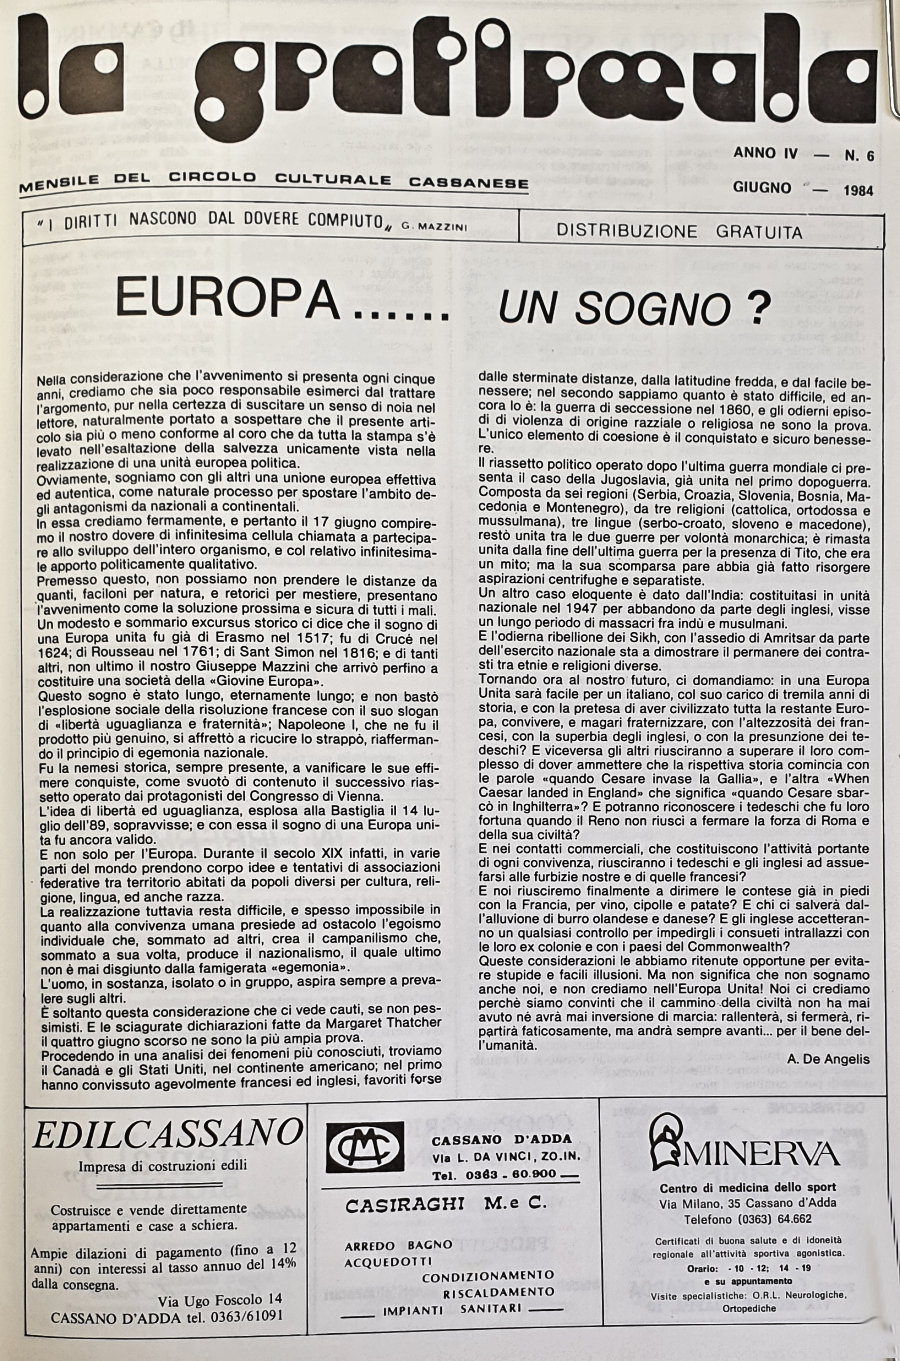 la gratiroeula
ANNO IV — N. 6
MENSILE DEL CIRCOLO CULTURALE CASSANESE
GIUGNO — 1984
"I DIRITTI NASCONO DAL DOVERE COMPIUTO„ G. MAZZINI
DISTRIBUZIONE GRATUITA
EUROPA...... UN SOGNO ?
Nella considerazione che l'avvenimento si presenta ogni cinque
anni, crediamo che sia poco responsabile esimerci dal trattare
l'argomento, pur nella certezza di suscitare un senso di noia nel
lettore, naturalmente portato a sospettare che il presente arti-
colo sia più o meno conforme al coro che da tutta la stampa s'è
levato nell'esaltazione della salvezza unicamente vista nella
realizzazione di una unità europea politica.
Ovviamente, sogniamo con gli altri una unione europea effettiva
ed autentica, come naturale processo per spostare l'ambito de-
gli antagonismi da nazionali a continentali.
In essa crediamo fermamente, e pertanto il 17 giugno compire-
mo il nostro dovere di infinitesima cellula chiamata a partecipa-
re allo sviluppo dell'intero organismo, e col relativo infinitesima-
le apporto politicamente qualitativo.
Premesso questo, non possiamo non prendere le distanze da
quanti, faciloni per natura, e retorici per mestiere, presentano
l'avvenimento come la soluzione prossima e sicura di tutti i mali.
Un modesto e sommario excursus storico ci dice che il sogno di
una Europa unita fu già di Erasmo nel 1517; fu di Crucé nel
1624; di Rousseau nel 1761; di Sant Simon nel 1816; e di tanti
altri, non ultimo il nostro Giuseppe Mazzini che arrivò perfino a
costituire una società della «Giovine Europa».
Questo sogno è stato lungo, eternamente lungo; e non bastò
l'esplosione sociale della risoluzione francese con il suo slogan
di «libertà uguaglianza e fraternità»; Napoleone I, che ne fu il
prodotto più genuino, si affrettò a ricucire lo strappò, riafferman-
do il principio di egemonia nazionale.
Fu la nemesi storica, sempre presente, a vanificare le sue effi-
mere conquiste, come svuotò di contenuto il successivo rias-
setto operato dai protagonisti del Congresso di Vienna.
L'idea di libertà ed uguaglianza, esplosa alla Bastiglia il 14 lu-
glio dell'89, sopravvisse; e con essa il sogno di una Europa uni-
ta fu ancora valido.
E non solo per l'Europa. Durante il secolo XIX infatti, in varie
parti del mondo prendono corpo idee e tentativi di associazioni
federative tra territorio abitati da popoli diversi per cultura, reli-
gione, lingua, ed anche razza.
La realizzazione tuttavia resta difficile, e spesso impossibile in
quanto alla convivenza umana presiede ad ostacolo l'egoismo
individuale che, sommato ad altri, crea il campanilismo che,
sommato a sua volta, produce il nazionalismo, il quale ultimo
non è mai disgiunto dalla famigerata «egemonia».
L'uomo, in sostanza, isolato o in gruppo, aspira sempre a preva-
lere sugli altri.
È soltanto questa considerazione che ci vede cauti, se non pes-
simisti. E le sciagurate dichiarazioni fatte da Margaret Thatcher
il quattro giugno scorso ne sono la più ampia prova.
Procedendo in una analisi dei fenomeni più conosciuti, troviamo
il Canadà e gli Stati Uniti, nel continente americano; nel primo
hanno convissuto agevolmente francesi ed inglesi, favoriti forse
dalle sterminate distanze, dalla latitudine fredda, e dal facile be-
nessere; nel secondo sappiamo quanto è stato difficile, ed an-
cora lo è: la guerra di seccessione nel 1860, e gli odierni episo-
di di violenza di origine razziale o religiosa ne sono la prova.
L'unico elemento di coesione è il conquistato e sicuro benesse-
re.
Il riassetto politico operato dopo l'ultima guerra mondiale ci pre-
senta il caso della Jugoslavia, già unita nel primo dopoguerra.
Composta da sei regioni (Serbia, Croazia, Slovenia, Bosnia, Ma-
cedonia e Montenegro), da tre religioni (cattolica, ortodossa e
mussulmana), tre lingue (serbo-croato, sloveno e macedone),
restò unita tra le due guerre per volontà monarchica; è rimasta
unita dalla fine dell'ultima guerra per la presenza di Tito, che era
un mito; ma la sua scomparsa pare abbia già fatto risorgere
aspirazioni centrifughe e separatiste.
Un altro caso eloquente è dato dall'India: costituitasi in unità
nazionale nel 1947 per abbandono da parte degli inglesi, visse
un lungo periodo di massacri fra indù e musulmani.
E l'odierna ribellione dei Sikh, con l'assedio di Amritsar da parte
dell'esercito nazionale sta a dimostrare il permanere dei contra-
sti tra etnie e religioni diverse.
Tornando ora al nostro futuro, ci domandiamo: in una Europa
Unita sarà facile per un italiano, col suo carico di tremila anni di
storia, e con la pretesa di aver civilizzato tutta la restante Euro-
pa, convivere, e magari fraternizzare, con l'altezzosità dei fran-
cesi, con la superbia degli inglesi, o con la presunzione dei te-
deschi? E viceversa gli altri riusciranno a superare il loro com-
plesso di dover ammettere che la rispettiva storia comincia con
le parole «quando Cesare invase la Gallia», e l'altra «When
Caesar landed in England» che significa «quando Cesare sbar-
cò in Inghilterra»? E potranno riconoscere i tedeschi che fu loro
fortuna quando il Reno non riusci a fermare la forza di Roma e
della sua civiltà?
E nei contatti commerciali, che costituiscono l'attività portante
di ogni convivenza, riusciranno i tedeschi e gli inglesi ad assue-
farsi alle furbizie nostre e di quelle francesi?
E noi riusciremo finalmente a dirimere le contese già in piedi
con la Francia, per vino, cipolle e patate? E chi ci salverà dal-
l'alluvione di burro olandese e danese? E gli inglese accetteran-
no un qualsiasi controllo per impedirgli i consueti intrallazzi con
le loro ex colonie e con i paesi del Commonwealth?
Queste considerazioni le abbiamo ritenute opportune per evita-
re stupide e facili illusioni. Ma non significa che non sognamo
anche noi, e non crediamo nell'Europa Unita! Noi ci crediamo
perchè siamo convinti che il cammino della civiltà non ha mai
avuto né avrà mai inversione di marcia: rallenterà, si fermerà, ri-
partirà faticosamente, ma andrà sempre avanti... per il bene del-
l'umanità.
A. De Angelis
EDILCASSANO
Impresa di costruzioni edili
Costruisce e vende direttamente
appartamenti e case a schiera.
Ampie dilazioni di pagamento (fino a 12
anni) con interessi al tasso annuo del 14%
dalla consegna.
Via Ugo Foscolo 14
CASSANO D'ADDA tel. 0363/61091
CMC
CASSANO D'ADDA
Via L. DA VINCI, ZO.IN.
Tel. 0363 - 60.900
CASIRAGHI M. e C.
ARREDO BAGNO
ACQUEDOTTI
CONDIZIONAMENTO
RISCALDAMENTO
IMPIANTI SANITARI
MINERVA
Centro di medicina dello sport
Via Milano, 35 Cassano d'Adda
Telefono (0363) 64.662
Certificati di buona salute e di idoneità
regionale all'attività sportiva agonistica.
Orario: - 10 - 12; 14 - 19
e su appuntamento
Visite specialistiche: O.R.L. Neurologiche,
Ortopediche